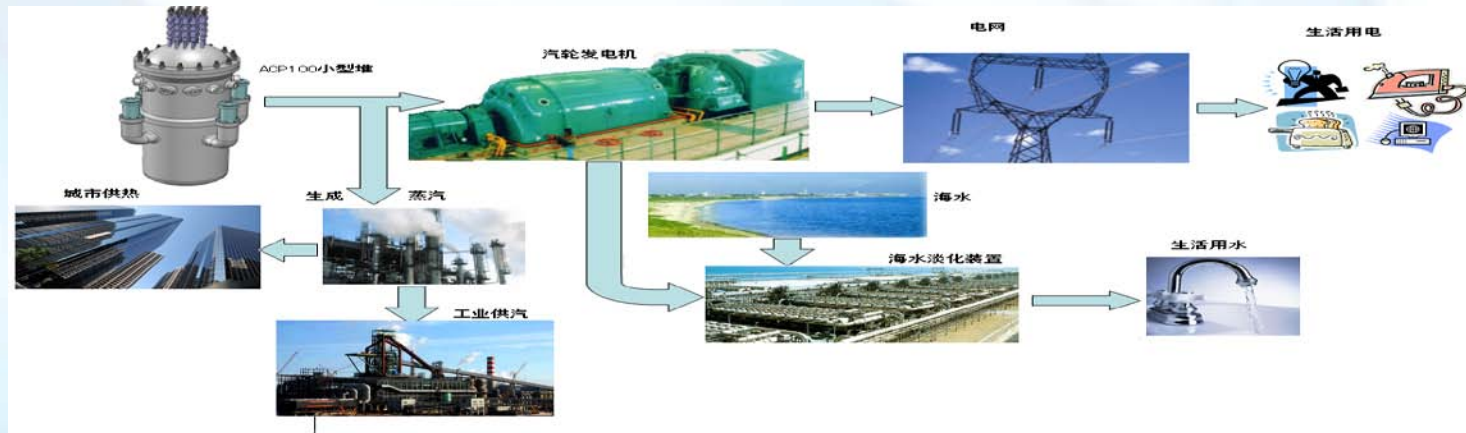 电网
生活用电
汽轮发电机
ACP100小型堆
城市供热
生成
蒸汽
海水
生活用水
海水淡化装置
工业供汽